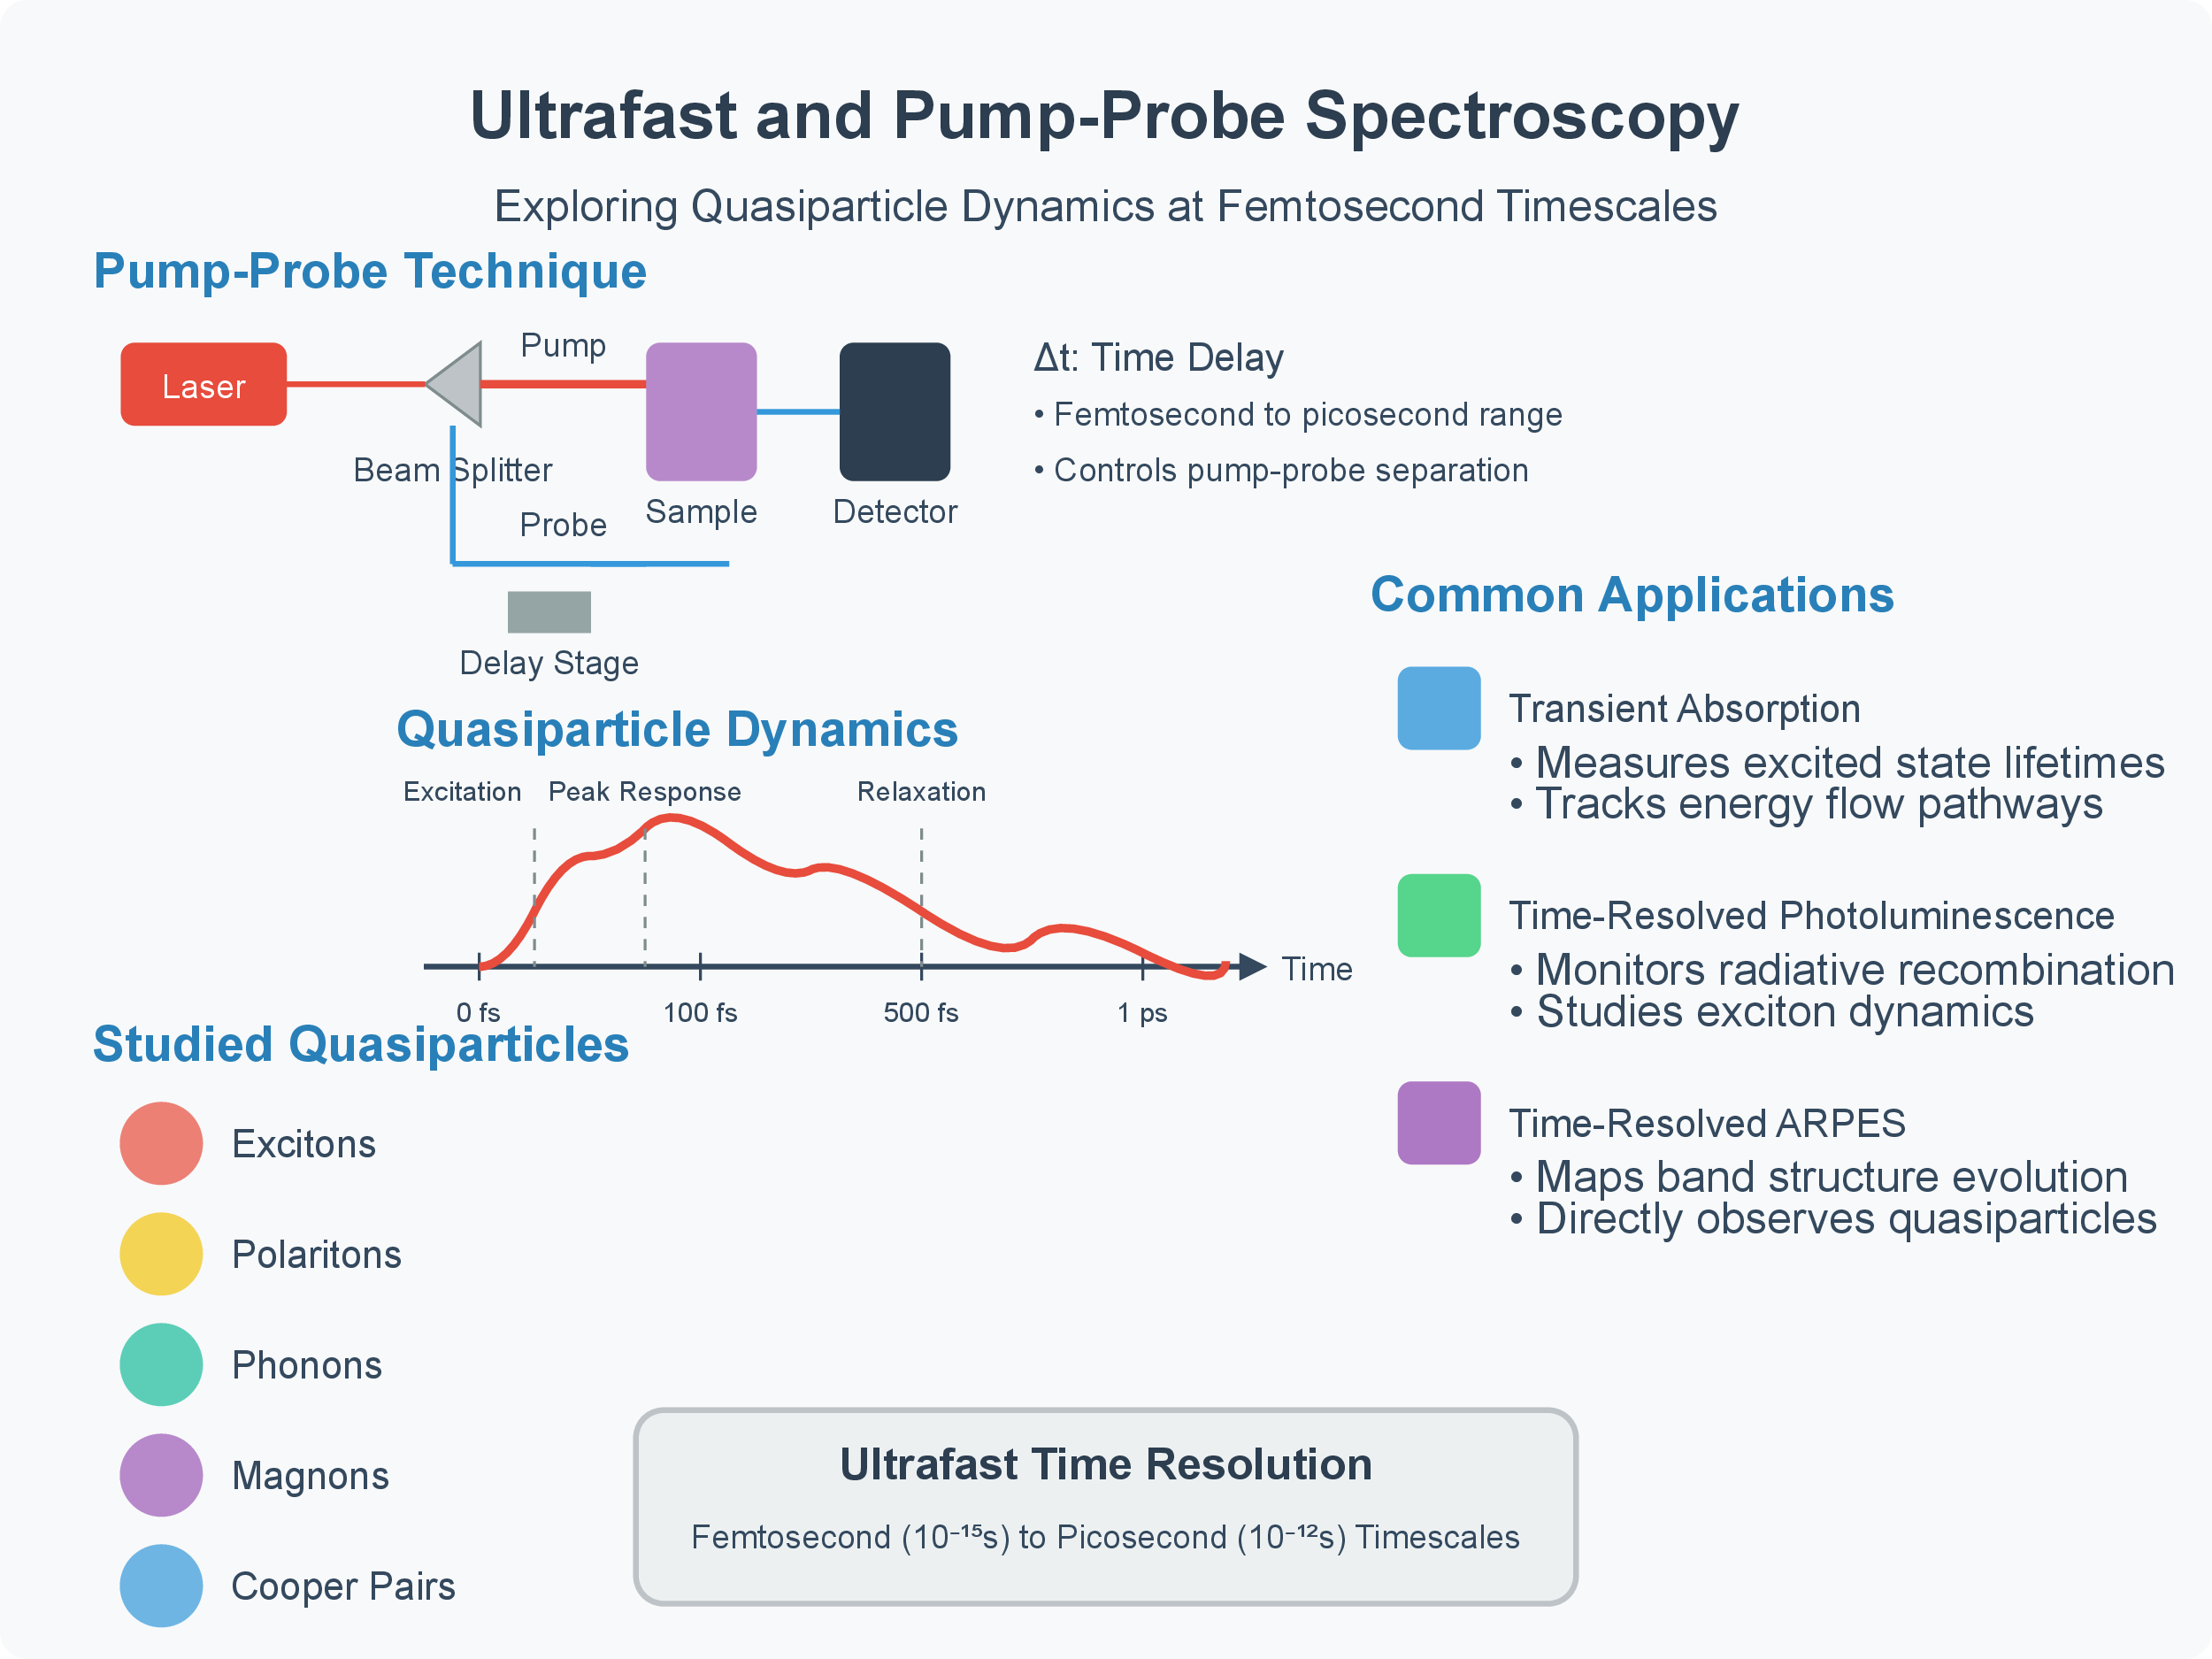 Ultrafast and Pump-Probe Spectroscopy
Exploring Quasiparticle Dynamics at Femtosecond Timescales
Pump-Probe Technique
Laser
Pump
Beam Splitter
Probe
Sample
Detector
Delay Stage
Δt: Time Delay
• Femtosecond to picosecond range
• Controls pump-probe separation
Quasiparticle Dynamics
Excitation
Peak Response
Relaxation
Time
0 fs
100 fs
500 fs
1 ps
Common Applications
Transient Absorption
• Measures excited state lifetimes
• Tracks energy flow pathways
Time-Resolved Photoluminescence
• Monitors radiative recombination
• Studies exciton dynamics
Time-Resolved ARPES
• Maps band structure evolution
• Directly observes quasiparticles
Studied Quasiparticles
Excitons
Polaritons
Phonons
Magnons
Cooper Pairs
Ultrafast Time Resolution
Femtosecond (10⁻¹⁵s) to Picosecond (10⁻¹²s) Timescales